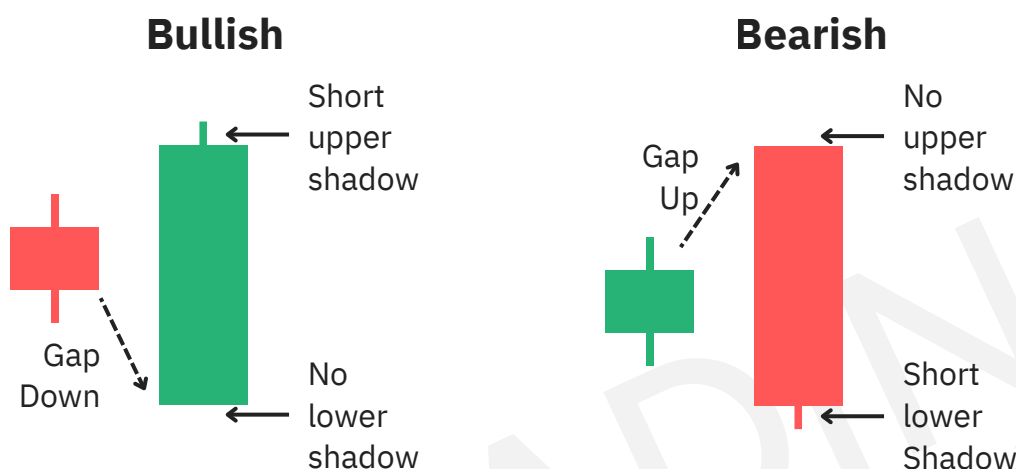 Bullish
Bearish
Short
upper
shadow
Gap
Down
No
lower
shadow
No
upper
shadow
Gap
Up
Short
lower
Shadow